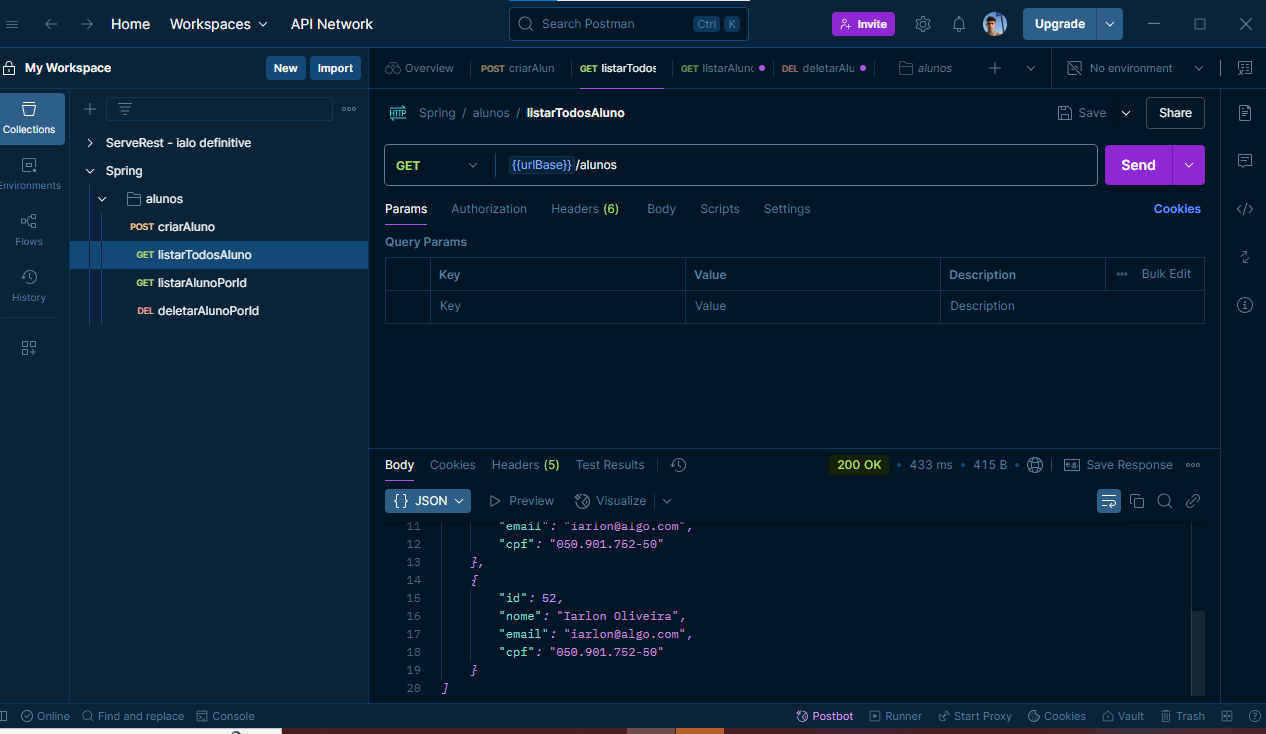 Home Workspaces API Network Search Postman Ctrl K Invite Upgrade
My Workspace New Import Overview POST criarAlun GET listarTodos GET listarAlunc DEL deletarAlu alunos No environment
Collections
Environments
Flows
History
ServeRest - ialo definitive
Spring
alunos
POST criarAluno
GET listarTodosAluno
GET listarAlunoPorId
DEL deletarAlunoPorId
HTTP Spring / alunos / listarTodosAluno Save Share
GET {{urlBase}} /alunos Send
Params Authorization Headers (6) Body Scripts Settings Cookies
Query Params
Key Value Description Bulk Edit
Key Value Description
Body Cookies Headers (5) Test Results 200 OK • 433 ms • 415 B • e.g. Save Response
{} JSON Preview Visualize
11 "email": "iarlon@algo.com",
12 "cpf": "050.901.752-50"
13 },
14 {
15 "id": 52,
16 "nome": "Iarlon Oliveira",
17 "email": "iarlon@algo.com",
18 "cpf": "050.901.752-50"
19 }
20 ]
Online Find and replace Console Postbot Runner Start Proxy Cookies Vault Trash